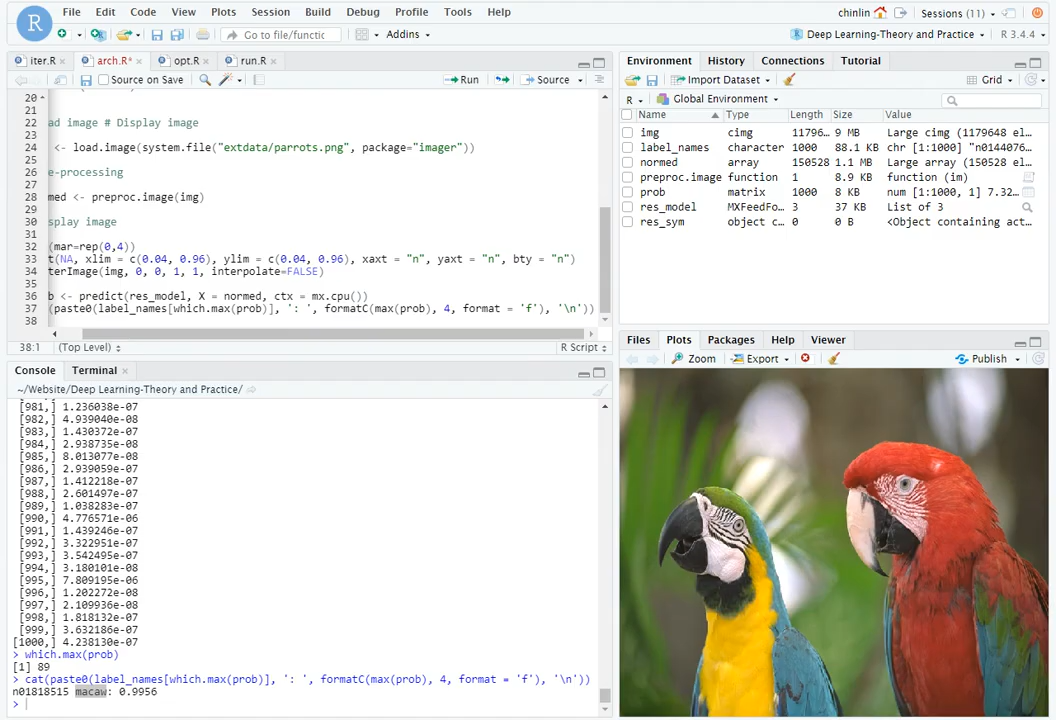 R File Edit Code View Plots Session Build Debug Profile Tools Help chinlin Sessions (11)
Go to file/functic Addins Deep Learning-Theory and Practice R 3.4.4
iter.R × arch.R* × opt.R × run.R ×
Source on Save Run Source
20
21
22 ad image # Display image
23
24 <- load.image(system.file("extdata/parrots.png", package="imager"))
25
26 e-processing
27
28 med <- preproc.image(img)
29
30 splay image
31
32 (mar=rep(0,4))
33 t(NA, xlim = c(0.04, 0.96), ylim = c(0.04, 0.96), xaxt = "n", yaxt = "n", bty = "n")
34 terImage(img, 0, 0, 1, 1, interpolate=FALSE)
35
36 b <- predict(res_model, X = normed, ctx = mx.cpu())
37 (paste0(label_names[which.max(prob)], ': ', formatC(max(prob), 4, format = 'f'), '\n'))
38
38:1 (Top Level) R Script
Console Terminal ×
~/Website/Deep Learning-Theory and Practice/
[981,] 1.236038e-07
[982,] 4.939040e-08
[983,] 1.430372e-07
[984,] 2.938735e-08
[985,] 8.013077e-08
[986,] 2.939059e-07
[987,] 1.412218e-07
[988,] 2.601497e-07
[989,] 1.038283e-07
[990,] 4.776571e-06
[991,] 1.439246e-07
[992,] 3.322951e-07
[993,] 3.542495e-07
[994,] 3.180101e-08
[995,] 7.809195e-06
[996,] 1.202272e-08
[997,] 2.109936e-08
[998,] 1.818132e-07
[999,] 3.632186e-07
[1000,] 4.238130e-07
> which.max(prob)
[1] 89
> cat(paste0(label_names[which.max(prob)], ': ', formatC(max(prob), 4, format = 'f'), '\n'))
n01818515 macaw: 0.9956
>
Environment History Connections Tutorial
Import Dataset Grid
R Global Environment
Name Type Length Size Value
img cimg 11796… 9 MB Large cimg (1179648 el…
label_names character 1000 88.1 KB chr [1:1000] "n0144076…
normed array 150528 1.1 MB Large array (150528 el…
preproc.image function 1 8.9 KB function (im)
prob matrix 1000 8 KB num [1:1000, 1] 7.32…
res_model MXFeedFo… 3 37 KB List of 3
res_sym object c… 0 0 B <Object containing act…
Files Plots Packages Help Viewer
Zoom Export Publish